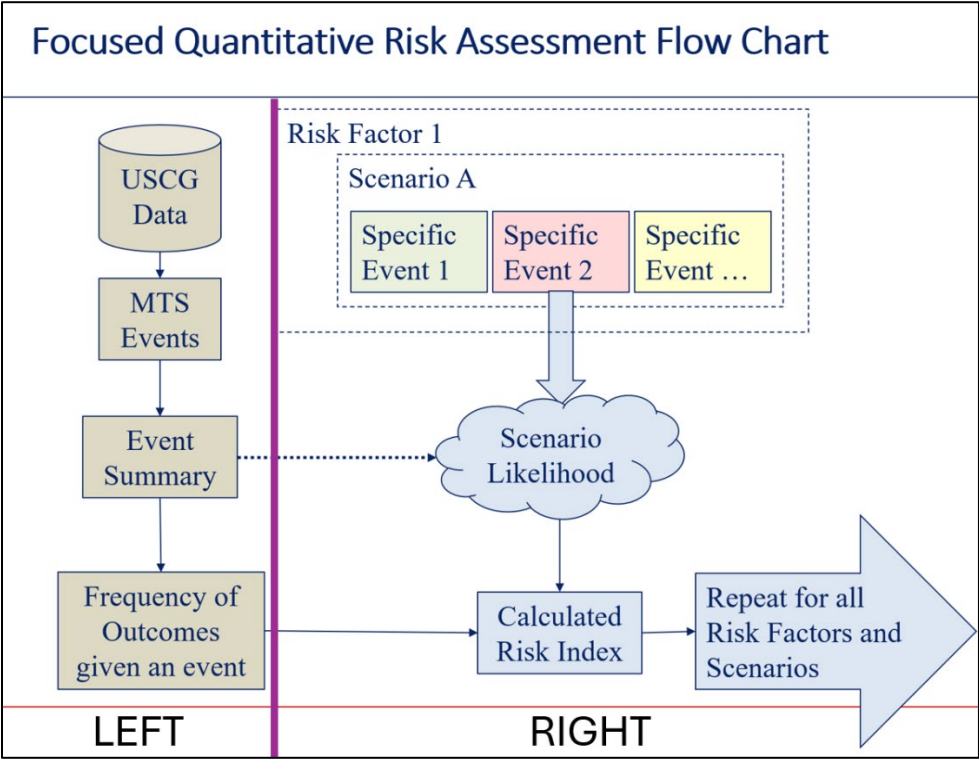 Focused Quantitative Risk Assessment Flow Chart
USCG
Data
MTS
Events
Event
Summary
Frequency of
Outcomes
given an event
LEFT
Risk Factor 1
Scenario A
Specific
Event 1
Specific
Event 2
Specific
Event …
Scenario
Likelihood
Calculated
Risk Index
Repeat for all
Risk Factors and
Scenarios
RIGHT